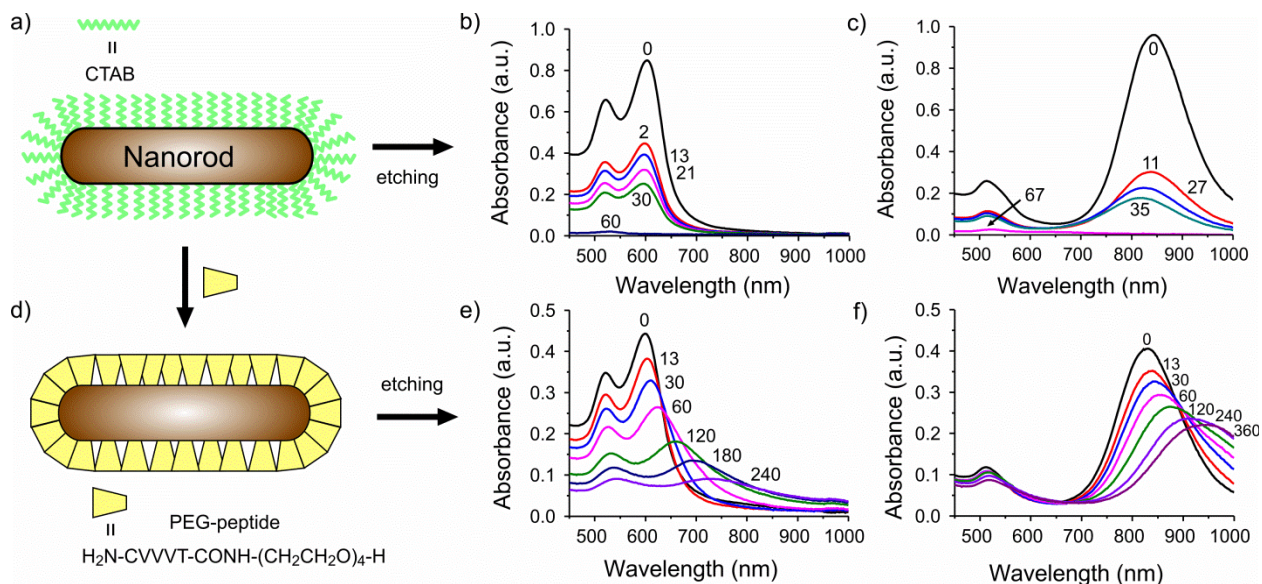 a)
CTAB
Nanorod
etching
b)
Absorbance (a.u.)
1.0
0.8
0.6
0.4
0.2
0.0
0
2
13
21
30
60
500 600 700 800 900 1000
Wavelength (nm)
c)
Absorbance (a.u.)
1.0
0.8
0.6
0.4
0.2
0.0
0
11
27
67
35
500 600 700 800 900 1000
Wavelength (nm)
d)
etching
PEG-peptide
H₂N-CVVVT-CONH-(CH₂CH₂O)₄-H
e)
Absorbance (a.u.)
0.5
0.4
0.3
0.2
0.1
0.0
0
13
30
60
120
180
240
500 600 700 800 900 1000
Wavelength (nm)
f)
Absorbance (a.u.)
0.5
0.4
0.3
0.2
0.1
0.0
0
13
30
60
120
240
360
500 600 700 800 900 1000
Wavelength (nm)